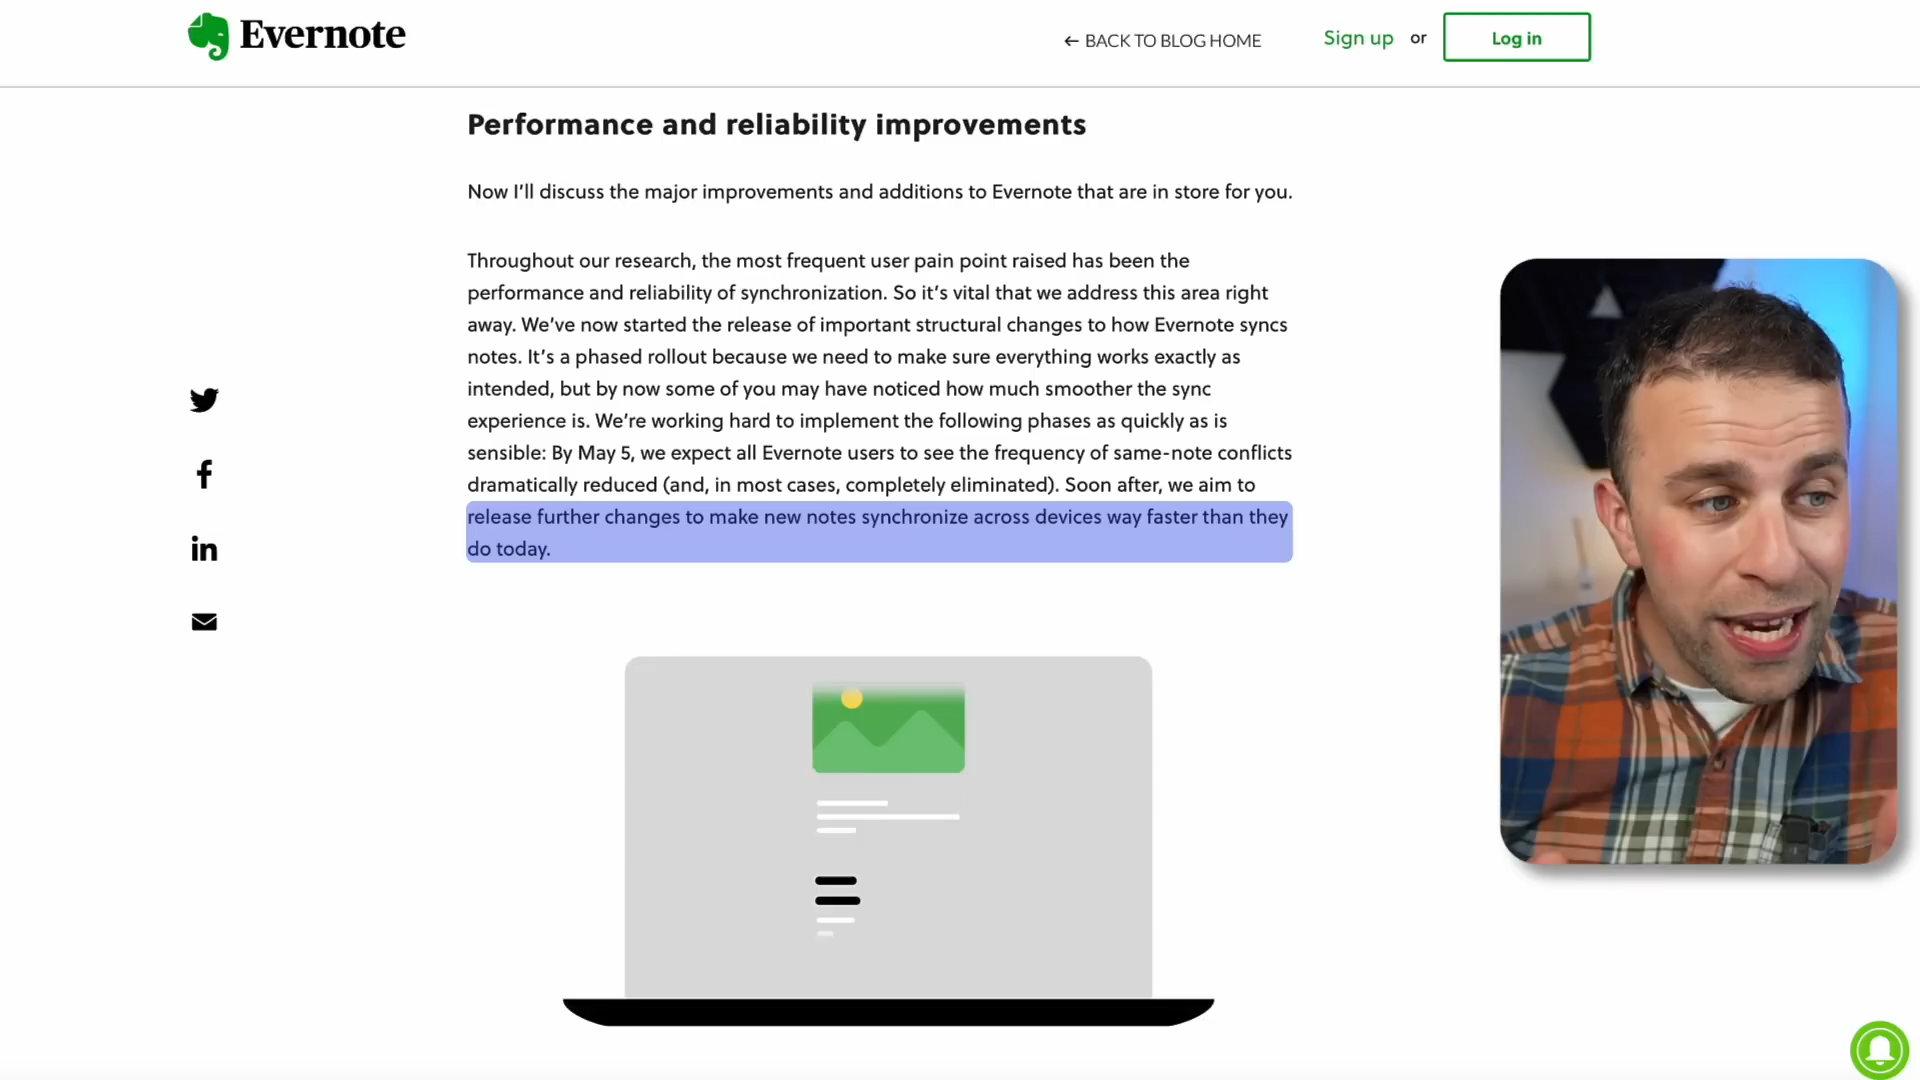 Evernote
← BACK TO BLOG HOME
Sign up or
Log in
Performance and reliability improvements
Now I’ll discuss the major improvements and additions to Evernote that are in store for you.
Throughout our research, the most frequent user pain point raised has been the
performance and reliability of synchronization. So it’s vital that we address this area right
away. We’ve now started the release of important structural changes to how Evernote syncs
notes. It’s a phased rollout because we need to make sure everything works exactly as
intended, but by now some of you may have noticed how much smoother the sync
experience is. We’re working hard to implement the following phases as quickly as is
sensible: By May 5, we expect all Evernote users to see the frequency of same-note conflicts
dramatically reduced (and, in most cases, completely eliminated). Soon after, we aim to
release further changes to make new notes synchronize across devices way faster than they
do today.